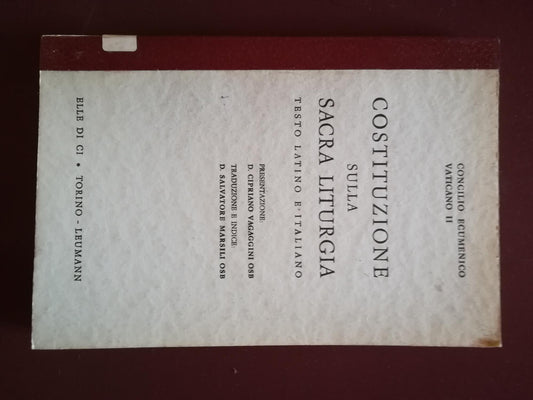 CONCILIO ECUMENICO
VATICANO II
COSTITUZIONE
SULLA
SACRA LITURGIA
TESTO LATINO E ITALIANO
PRESENTAZIONE:
D. CIPRIANO VAGAGGINI OSB
TRADUZIONE E INDICE:
D. SALVATORE MARSILI OSB
ELLE DI CI • TORINO - LEUMANN